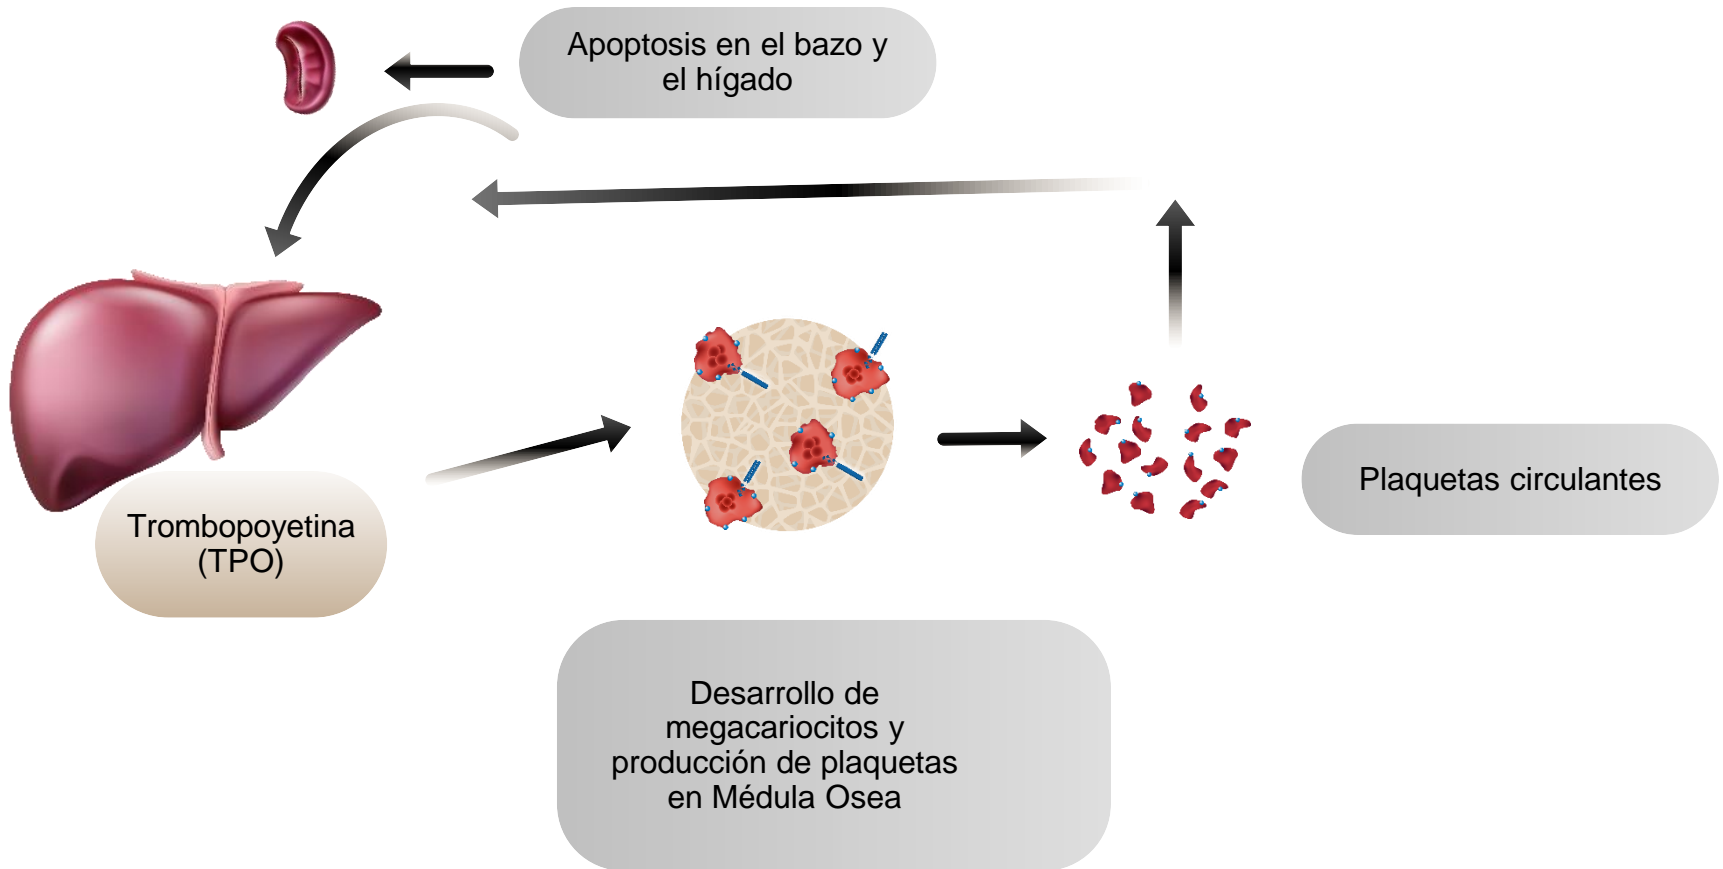 Apoptosis en el bazo y
el hígado
Trombopoyetina
(TPO)
Plaquetas circulantes
Desarrollo de
megacariocitos y
producción de plaquetas
en Médula Osea